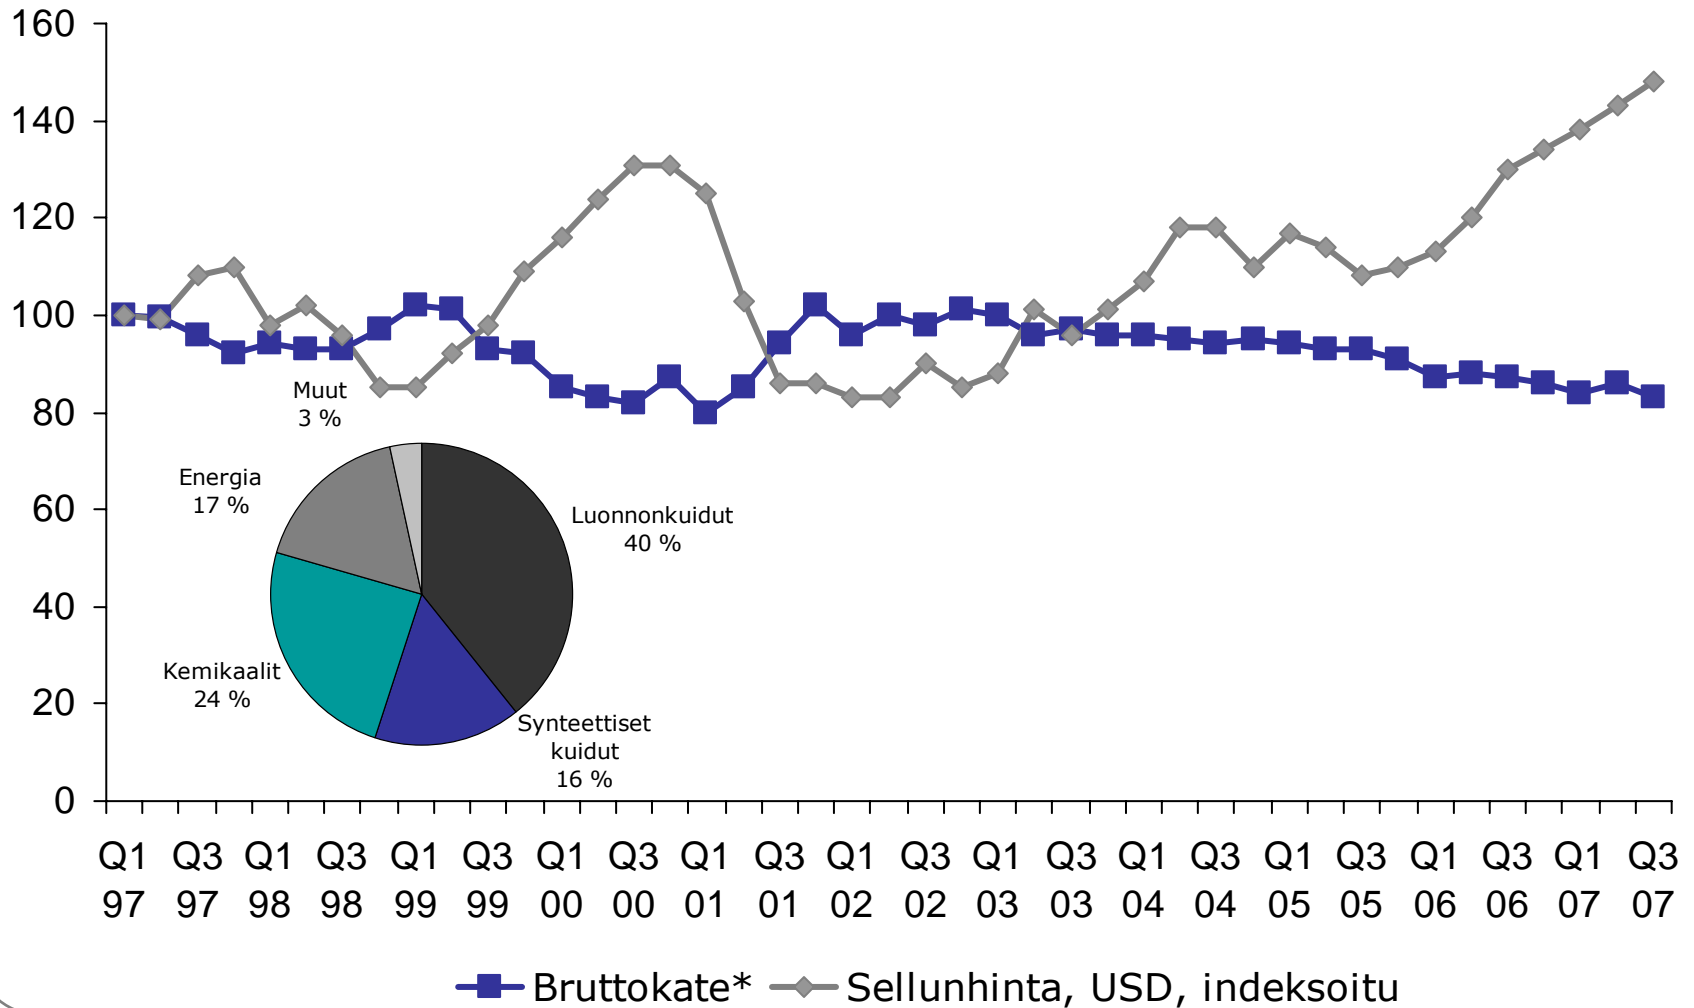 160
140
120
100
80
60
40
20
0
Muut
3 %
Energia
17 %
Luonnonkuidut
40 %
Kemikaalit
24 %
Synteettiset
kuidut
16 %
Q1 Q3 Q1 Q3 Q1 Q3 Q1 Q3 Q1 Q3 Q1 Q3 Q1 Q3 Q1 Q3 Q1 Q3 Q1 Q3 Q1 Q3
97 97 98 98 99 99 00 00 01 01 02 02 03 03 04 04 05 05 06 06 07 07
Bruttokate* Sellunhinta, USD, indeksoitu